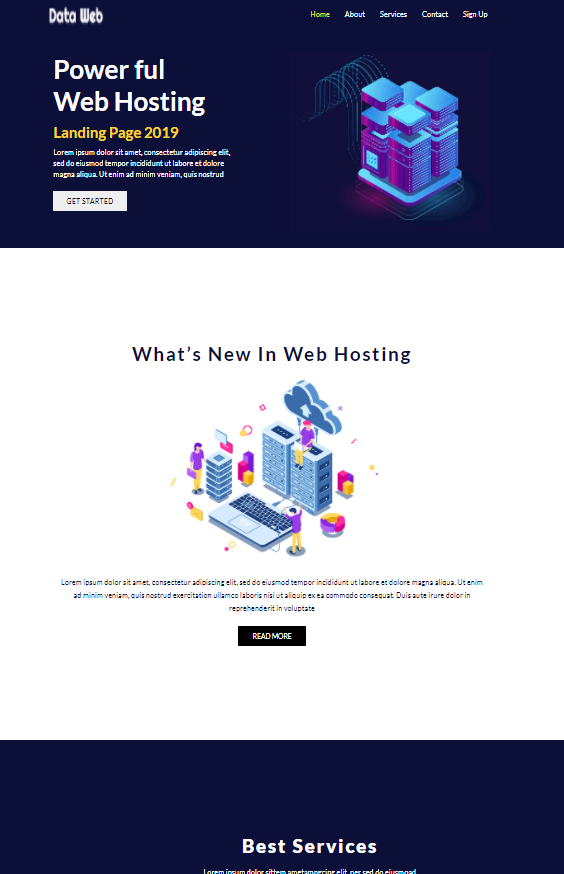 Data Web
Home About Services Contact Sign Up
Power ful
Web Hosting
Landing Page 2019
Lorem ipsum dolor sit amet, consectetur adipiscing elit,
sed do eiusmod tempor incididunt ut labore et dolore
magna aliqua. Ut enim ad minim veniam, quis nostrud
GET STARTED
What's New In Web Hosting
Lorem ipsum dolor sit amet, consectetur adipiscing elit, sed do eiusmod tempor incididunt ut labore et dolore magna aliqua. Ut enim
ad minim veniam, quis nostrud exercitation ullamco laboris nisi ut aliquip ex ea commodo consequat. Duis aute irure dolor in
reprehenderit in voluptate
READ MORE
Best Services
Lorem ipsum dolor sittem ametampercing elit, per sed do eiusmoad